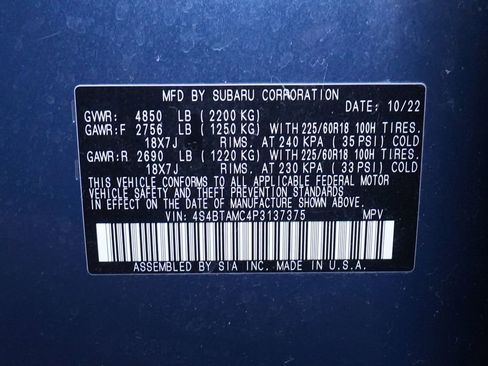 MFD BY SUBARU CORPORATION
GVWR: 4850 LB (2200 KG) DATE: 10/22
GAWR:F 2756 LB (1250 KG) WITH 225/60R18 100H TIRES.
18X7J RIMS. AT 240 KPA (35 PSI) COLD
GAWR:R 2690 LB (1220 KG) WITH 225/60R18 100H TIRES.
18X7J RIMS. AT 230 KPA (33 PSI) COLD
THIS VEHICLE CONFORMS TO ALL APPLICABLE FEDERAL MOTOR
VEHICLE SAFETY AND THEFT PREVENTION STANDARDS
IN EFFECT ON THE DATE OF MANUFACTURE SHOWN ABOVE.
VIN: 4S4BTAMC4P3137375 MPV
ASSEMBLED BY SIA INC. MADE IN U.S.A.